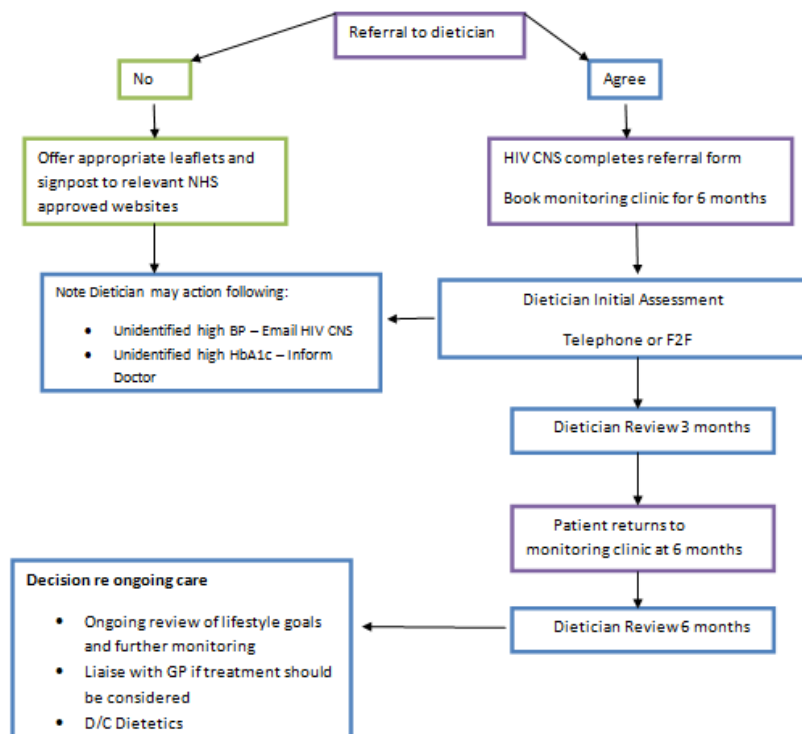 Referral to dietician
No
Agree
Offer appropriate leaflets and
signpost to relevant NHS
approved websites
HIV CNS completes referral form
Book monitoring clinic for 6 months
Note Dietician may action following:
• Unidentified high BP – Email HIV CNS
• Unidentified high HbA1c – Inform
Doctor
Dietician Initial Assessment
Telephone or F2F
Dietician Review 3 months
Patient returns to
monitoring clinic at 6 months
Dietician Review 6 months
Decision re ongoing care
• Ongoing review of lifestyle goals
and further monitoring
• Liaise with GP if treatment should
be considered
• D/C Dietetics